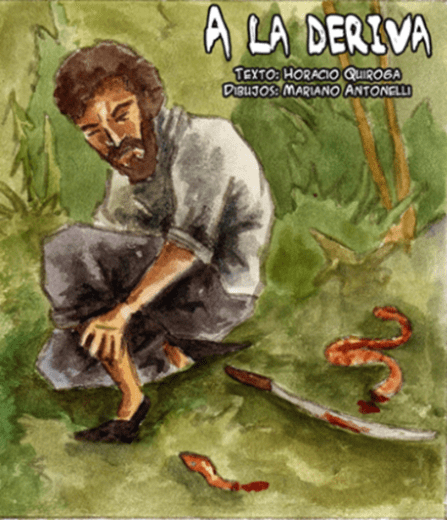 A LA DERIVA
TEXTO: HORACIO QUIROGA
DIBUJOS: MARIANO ANTONELLI